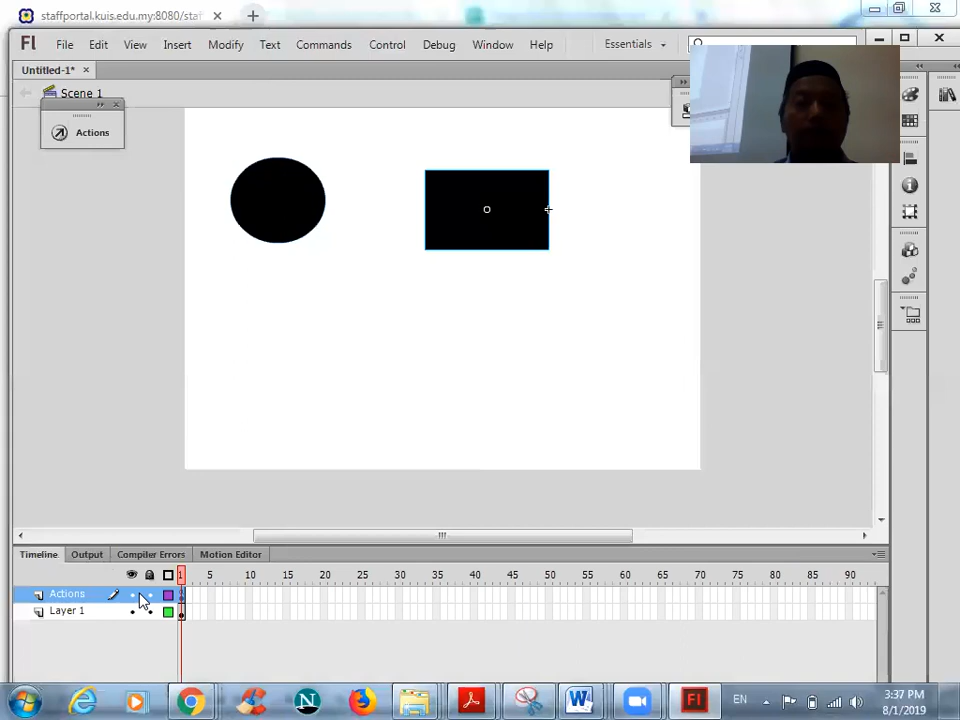 staffportal.kuis.edu.my:8080/staf
Fl File Edit View Insert Modify Text Commands Control Debug Window Help Essentials
Untitled-1*
Scene 1
Actions
Timeline Output Compiler Errors Motion Editor
1 5 10 15 20 25 30 35 40 45 50 55 60 65 70 75 80 85 90
Actions
Layer 1
N W Fl EN 3:37 PM
8/1/2019